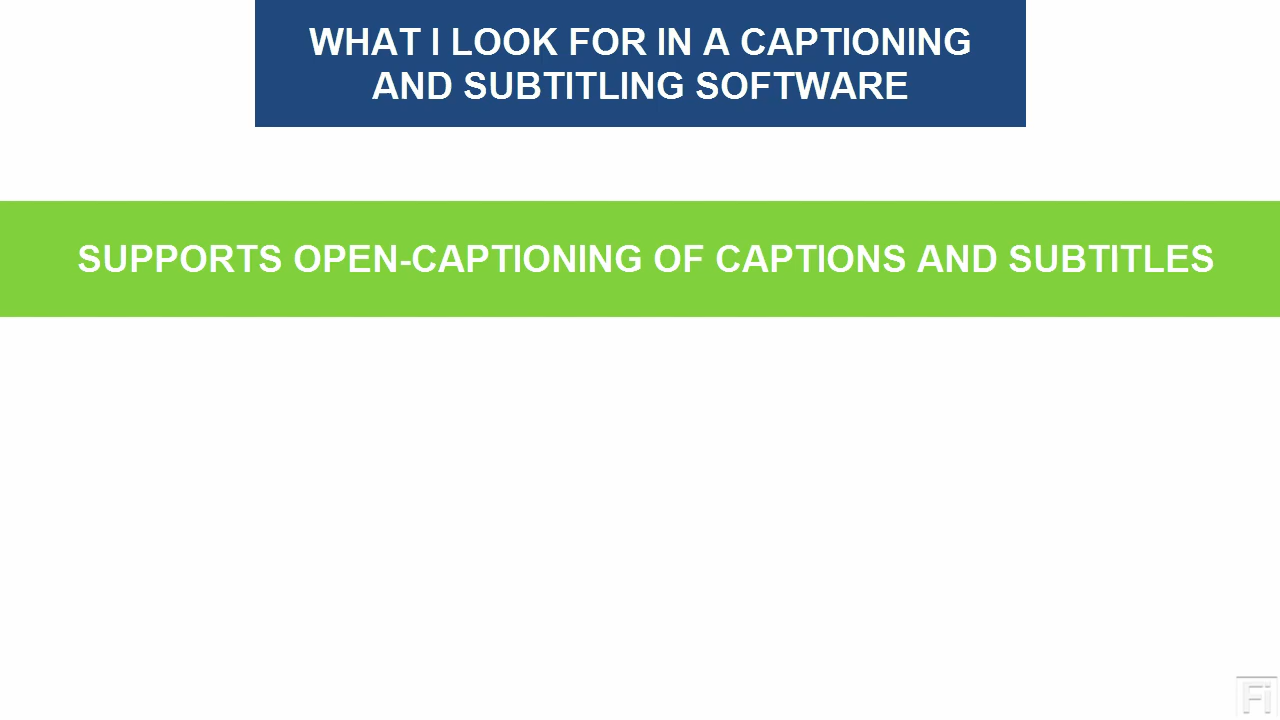 WHAT I LOOK FOR IN A CAPTIONING
AND SUBTITLING SOFTWARE
SUPPORTS OPEN-CAPTIONING OF CAPTIONS AND SUBTITLES
Fi